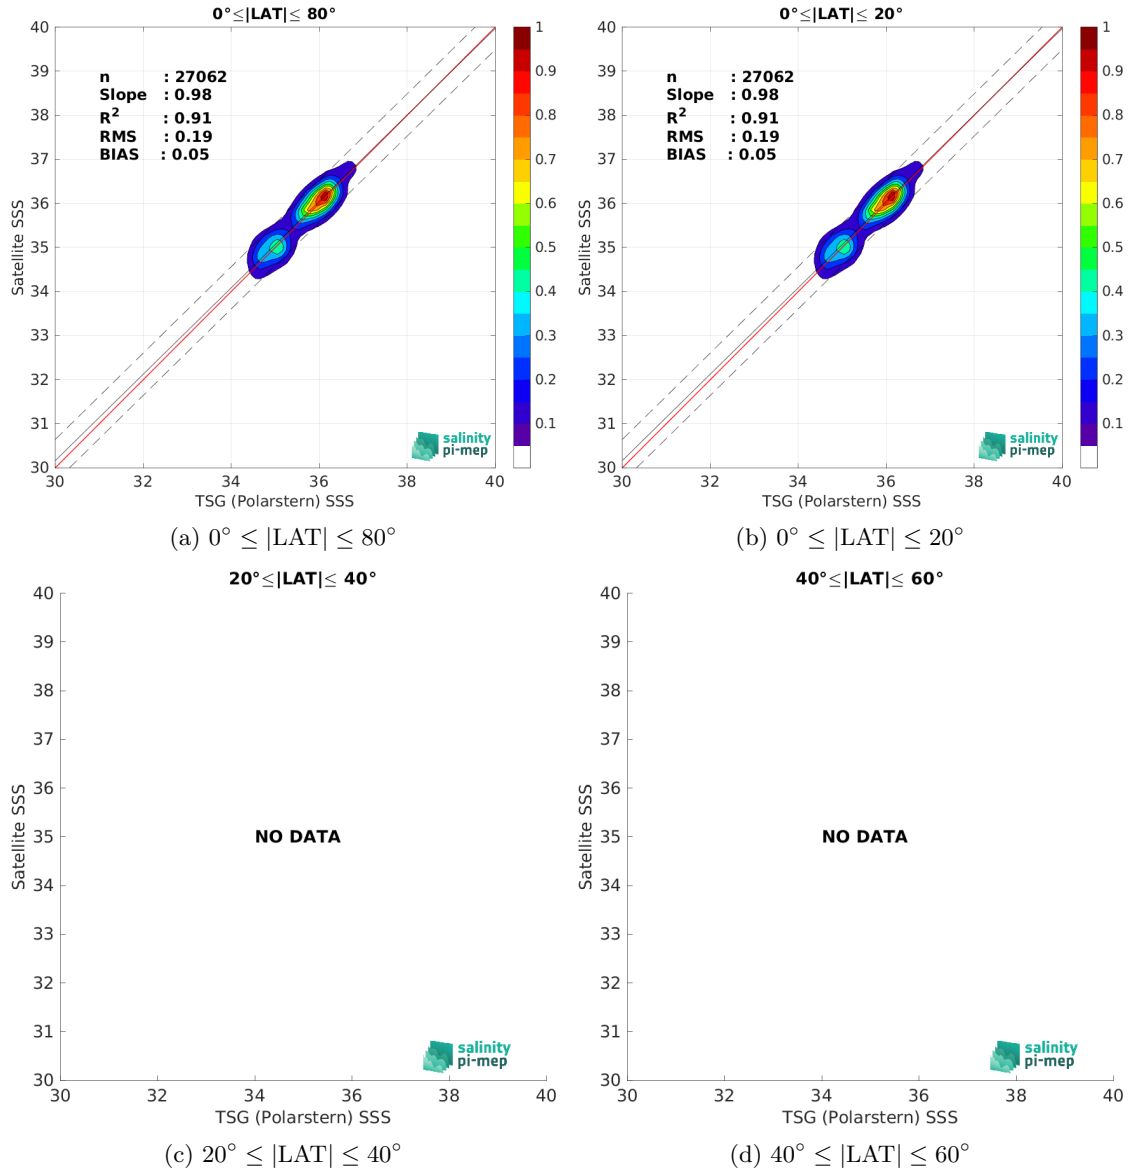 0°≤|LAT|≤ 80°
40
39
38
37
36
35
34
33
32
31
30
Satellite SSS
n : 27062
Slope : 0.98
R² : 0.91
RMS : 0.19
BIAS : 0.05
salinity
pi-mep
30 32 34 36 38 40
TSG (Polarstern) SSS
1
0.9
0.8
0.7
0.6
0.5
0.4
0.3
0.2
0.1
(a) 0° ≤ |LAT| ≤ 80°
0°≤|LAT|≤ 20°
40
39
38
37
36
35
34
33
32
31
30
Satellite SSS
n : 27062
Slope : 0.98
R² : 0.91
RMS : 0.19
BIAS : 0.05
salinity
pi-mep
30 32 34 36 38 40
TSG (Polarstern) SSS
1
0.9
0.8
0.7
0.6
0.5
0.4
0.3
0.2
0.1
(b) 0° ≤ |LAT| ≤ 20°
20°≤|LAT|≤ 40°
40
39
38
37
36
35
34
33
32
31
30
Satellite SSS
NO DATA
salinity
pi-mep
30 32 34 36 38 40
TSG (Polarstern) SSS
(c) 20° ≤ |LAT| ≤ 40°
40°≤|LAT|≤ 60°
40
39
38
37
36
35
34
33
32
31
30
Satellite SSS
NO DATA
salinity
pi-mep
30 32 34 36 38 40
TSG (Polarstern) SSS
(d) 40° ≤ |LAT| ≤ 60°